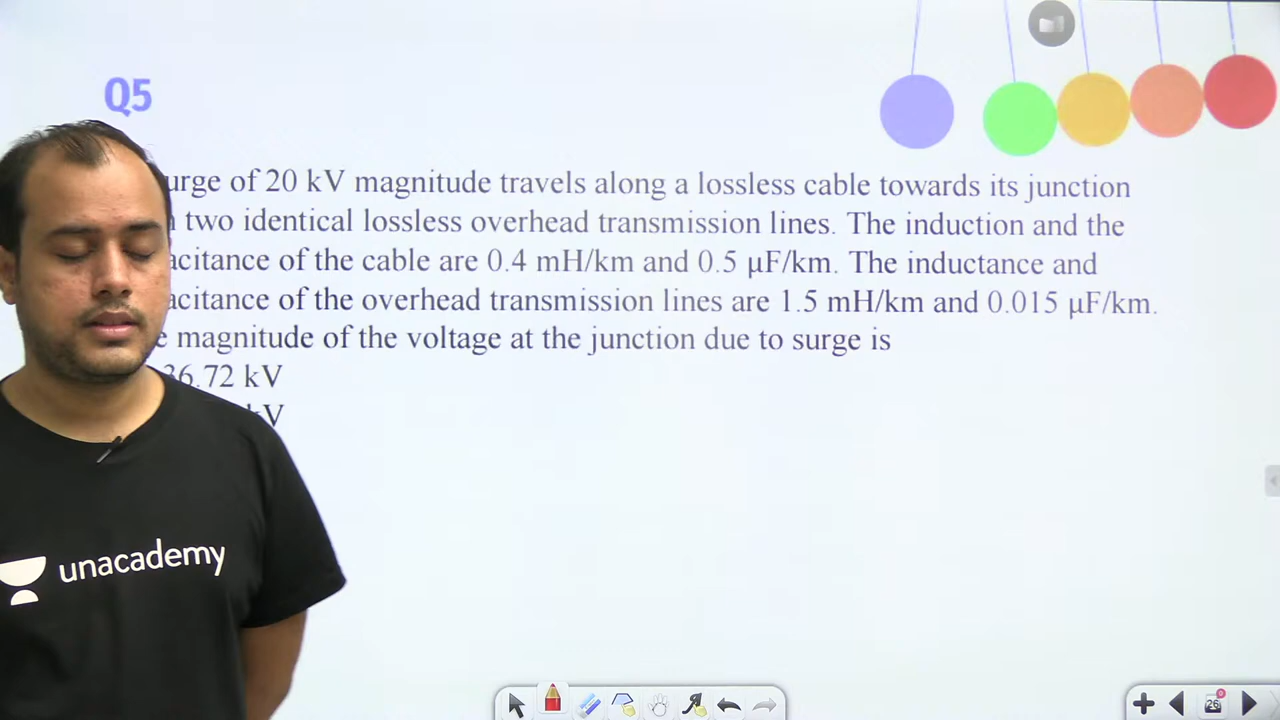 Q5
of 20 kV magnitude travels along a lossless cable towards its junction
two identical lossless overhead transmission lines. The induction and the
of the cable are 0.4 mH/km and 0.5 μF/km. The inductance and
of the overhead transmission lines are 1.5 mH/km and 0.015 μF/km.
magnitude of the voltage at the junction due to surge is
36.72 kV
kV
unacademy
26